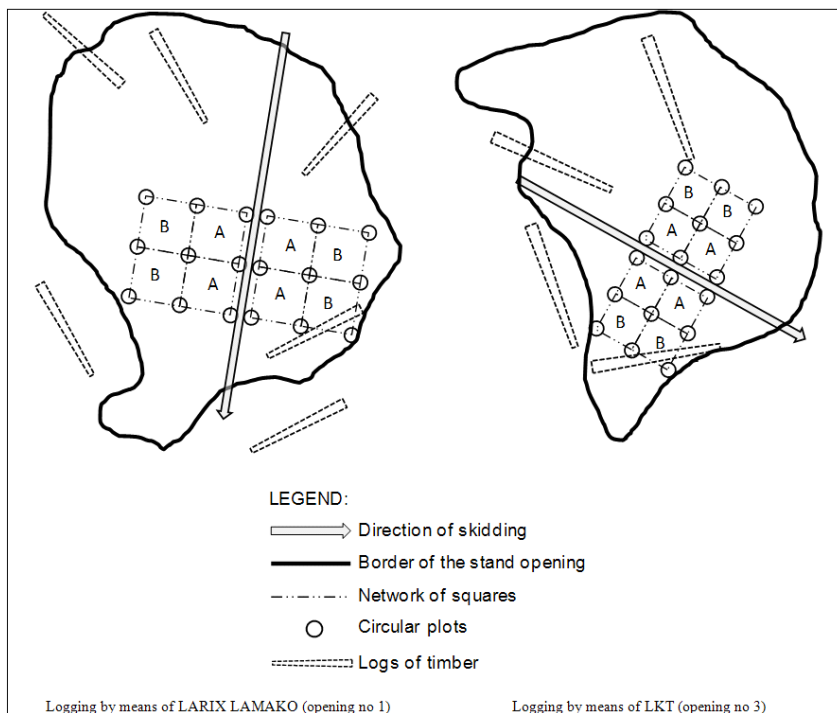 B A A B
B A A B
B B
A A
A A
B B
LEGEND:
Direction of skidding
Border of the stand opening
Network of squares
Circular plots
Logs of timber
Logging by means of LARIX LAMAKO (opening no 1)
Logging by means of LKT (opening no 3)